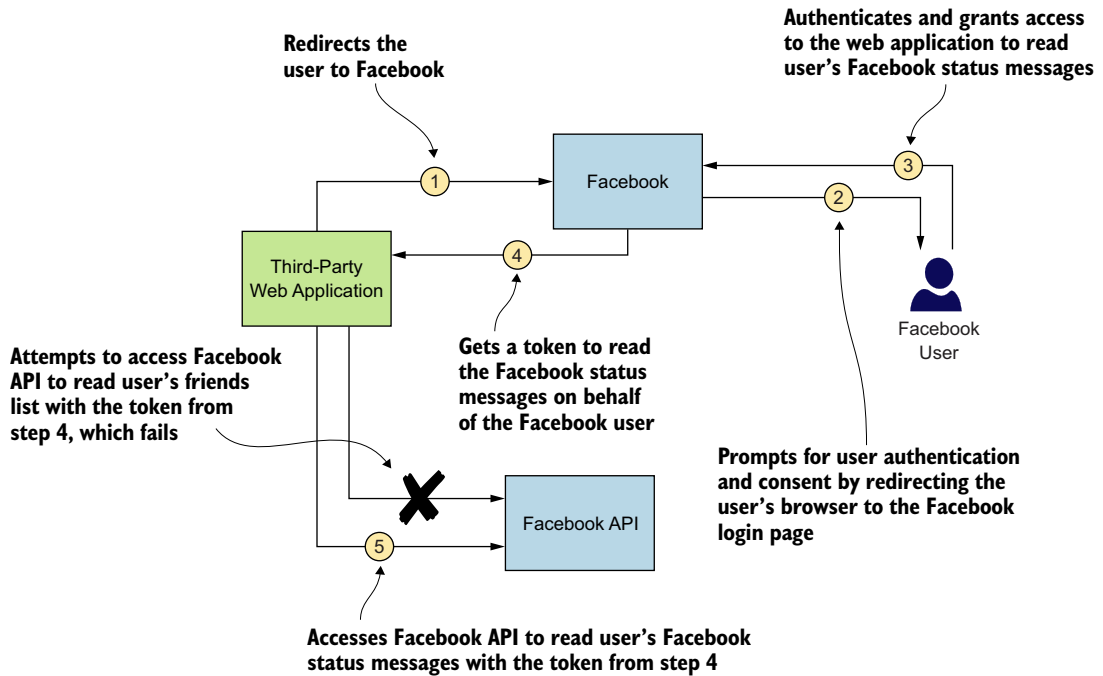 Authenticates and grants access
to the web application to read
user’s Facebook status messages
Redirects the
user to Facebook
3
Facebook
1
2
4
Third-Party
Web Application
Facebook
User
Gets a token to read
the Facebook status
messages on behalf
of the Facebook user
Attempts to access Facebook
API to read user’s friends
list with the token from
step 4, which fails
Prompts for user authentication
and consent by redirecting the
user’s browser to the Facebook
login page
Facebook API
5
Accesses Facebook API to read user’s Facebook
status messages with the token from step 4